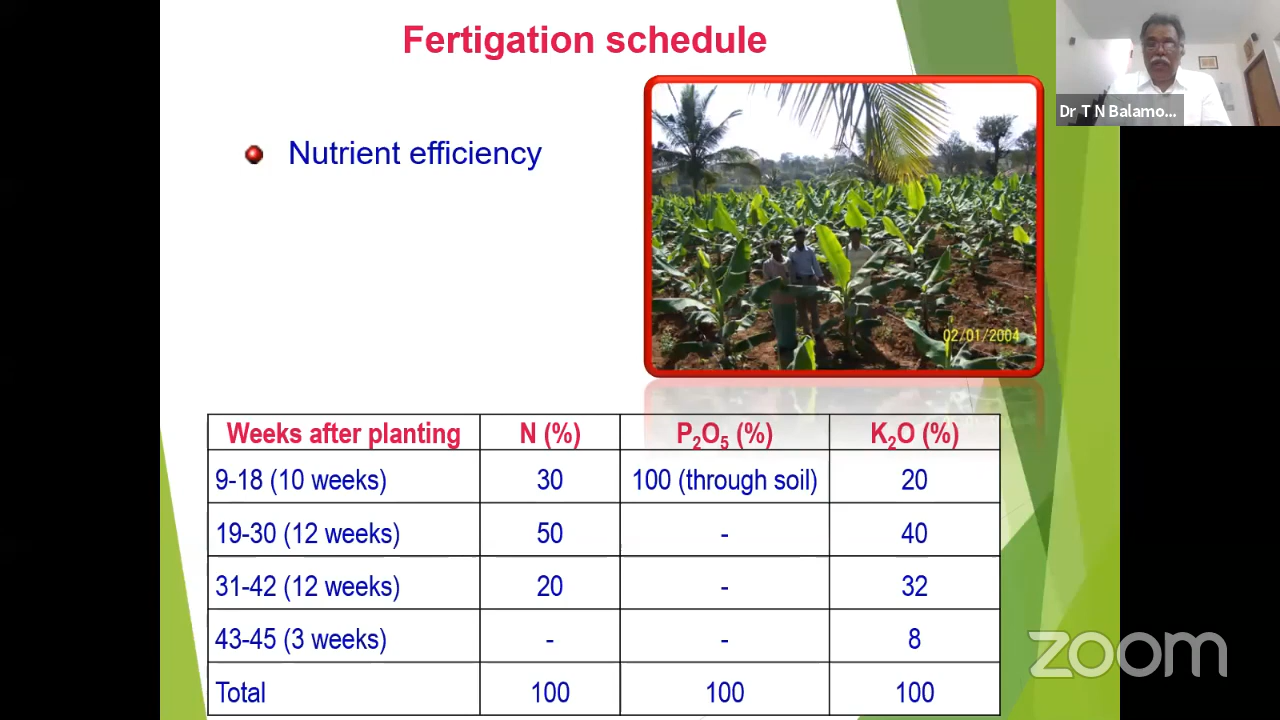 Fertigation schedule
Dr T N Balamo...
Nutrient efficiency
02/01/2004
Weeks after planting N (%) P2O5 (%) K2O (%)
9-18 (10 weeks) 30 100 (through soil) 20
19-30 (12 weeks) 50 - 40
31-42 (12 weeks) 20 - 32
43-45 (3 weeks) - - 8
Total 100 100 100
zoom